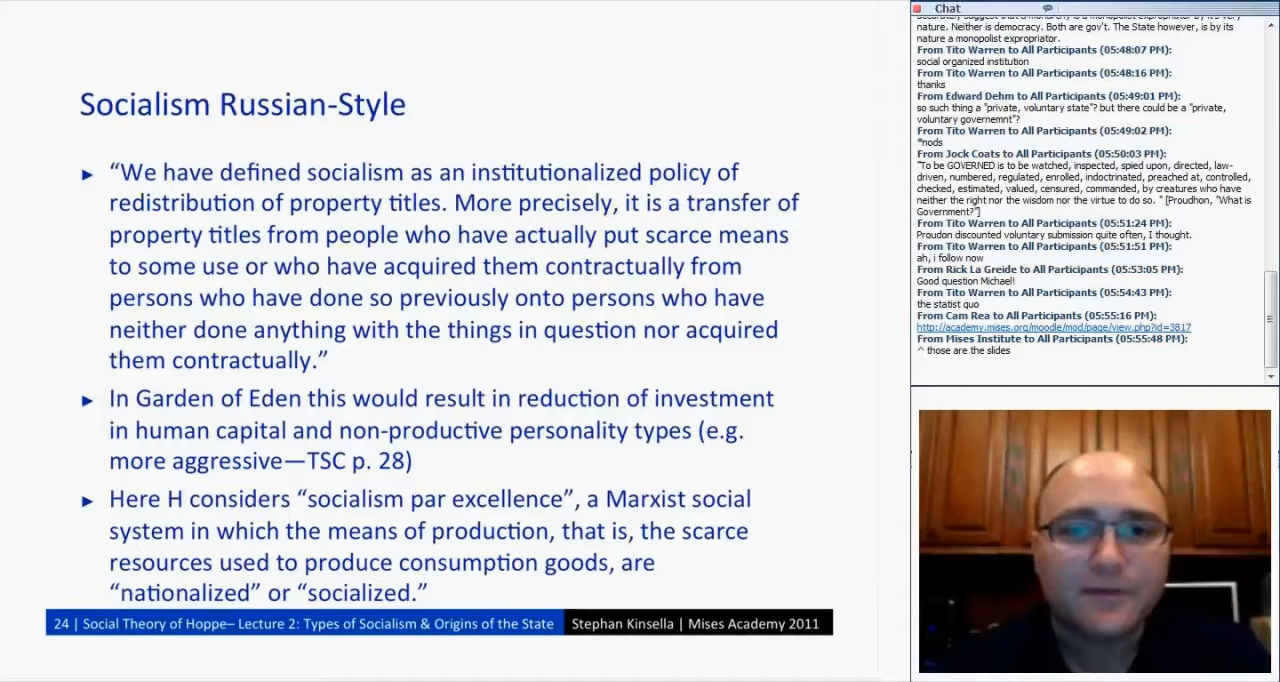 Socialism Russian-Style
► “We have defined socialism as an institutionalized policy of
redistribution of property titles. More precisely, it is a transfer of
property titles from people who have actually put scarce means
to some use or who have acquired them contractually from
persons who have done so previously onto persons who have
neither done anything with the things in question nor acquired
them contractually.”
► In Garden of Eden this would result in reduction of investment
in human capital and non-productive personality types (e.g.
more aggressive—TSC p. 28)
► Here H considers “socialism par excellence”, a Marxist social
system in which the means of production, that is, the scarce
resources used to produce consumption goods, are
“nationalized” or “socialized.”
24 | Social Theory of Hoppe– Lecture 2: Types of Socialism & Origins of the State
Stephan Kinsella | Mises Academy 2011
Chat
nature. Neither is democracy. Both are gov't. The State however, is by its
nature a monopolist expropriator.
From Tito Warren to All Participants (05:48:07 PM):
social organized institution
From Tito Warren to All Participants (05:48:16 PM):
thanks
From Edward Dehm to All Participants (05:49:01 PM):
so such thing a "private, voluntary state"? but there could be a "private,
voluntary governemnt"?
From Tito Warren to All Participants (05:49:02 PM):
*nods
From Jock Coats to All Participants (05:50:03 PM):
"To be GOVERNED is to be watched, inspected, spied upon, directed, law-
driven, numbered, regulated, enrolled, indoctrinated, preached at, controlled,
checked, estimated, valued, censured, commanded, by creatures who have
neither the right nor the wisdom nor the virtue to do so. " [Proudhon, "What is
Government?"]
From Tito Warren to All Participants (05:51:24 PM):
Proudon discounted voluntary submission quite often, I thought.
From Tito Warren to All Participants (05:51:51 PM):
ah, i follow now
From Rick La Greide to All Participants (05:53:05 PM):
Good question Michael!
From Tito Warren to All Participants (05:54:43 PM):
the statist quo
From Cam Rea to All Participants (05:55:16 PM):
http://academy.mises.org/moodle/mod/page/view.php?id=3817
From Mises Institute to All Participants (05:55:48 PM):
^ those are the slides